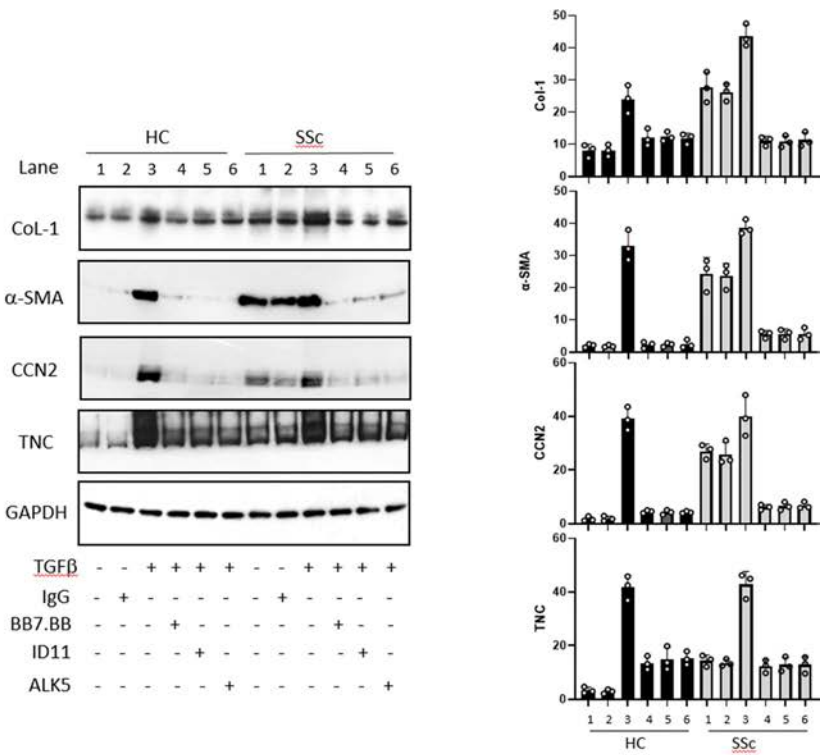 HC SSc
Lane 1 2 3 4 5 6 1 2 3 4 5 6
CoL-1
α-SMA
CCN2
TNC
GAPDH
TGFβ - - + + + + - - + + + +
IgG - + - - - - - + - - - -
BB7.BB - - - + - - - - - + - -
ID11 - - - - + - - - - - + -
ALK5 - - - - - + - - - - - +
50
40
30
20
10
0
Col-1
50
40
30
20
10
0
α-SMA
60
40
20
0
CCN2
60
40
20
0
TNC
1 2 3 4 5 6 1 2 3 4 5 6
HC SSc